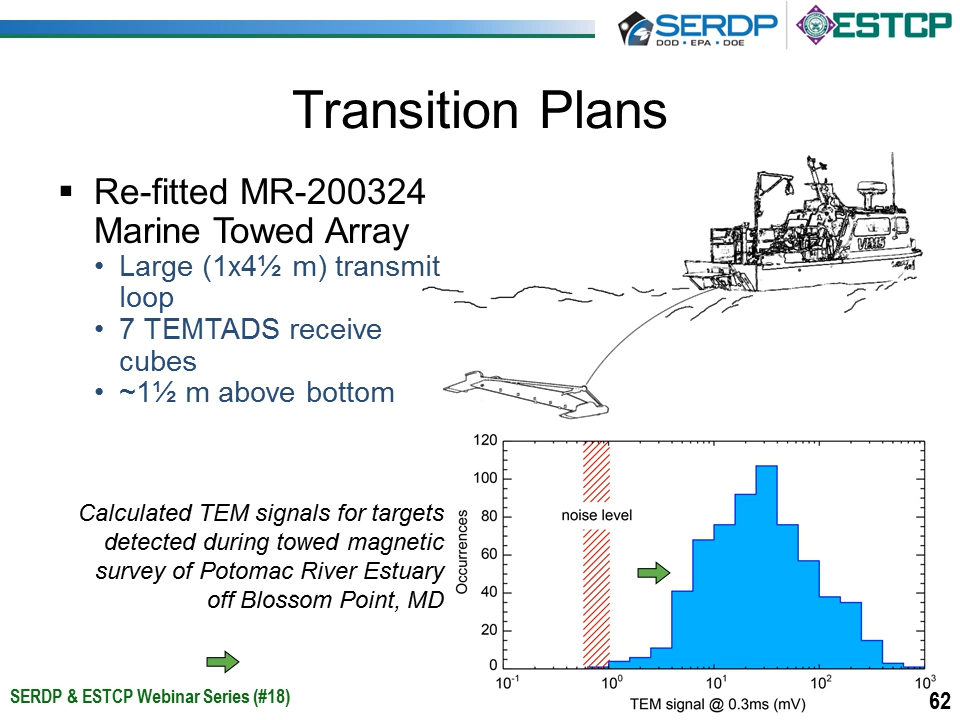 SERDP
DOD • EPA • DOE
ESTCP
Transition Plans
▪ Re-fitted MR-200324
Marine Towed Array
• Large (1x4½ m) transmit
loop
• 7 TEMTADS receive
cubes
• ~1½ m above bottom
Calculated TEM signals for targets
detected during towed magnetic
survey of Potomac River Estuary
off Blossom Point, MD
120
100
80
60
40
20
0
Occurrences
noise level
10⁻¹ 10⁰ 10¹ 10² 10³
TEM signal @ 0.3ms (mV)
SERDP & ESTCP Webinar Series (#18)
62